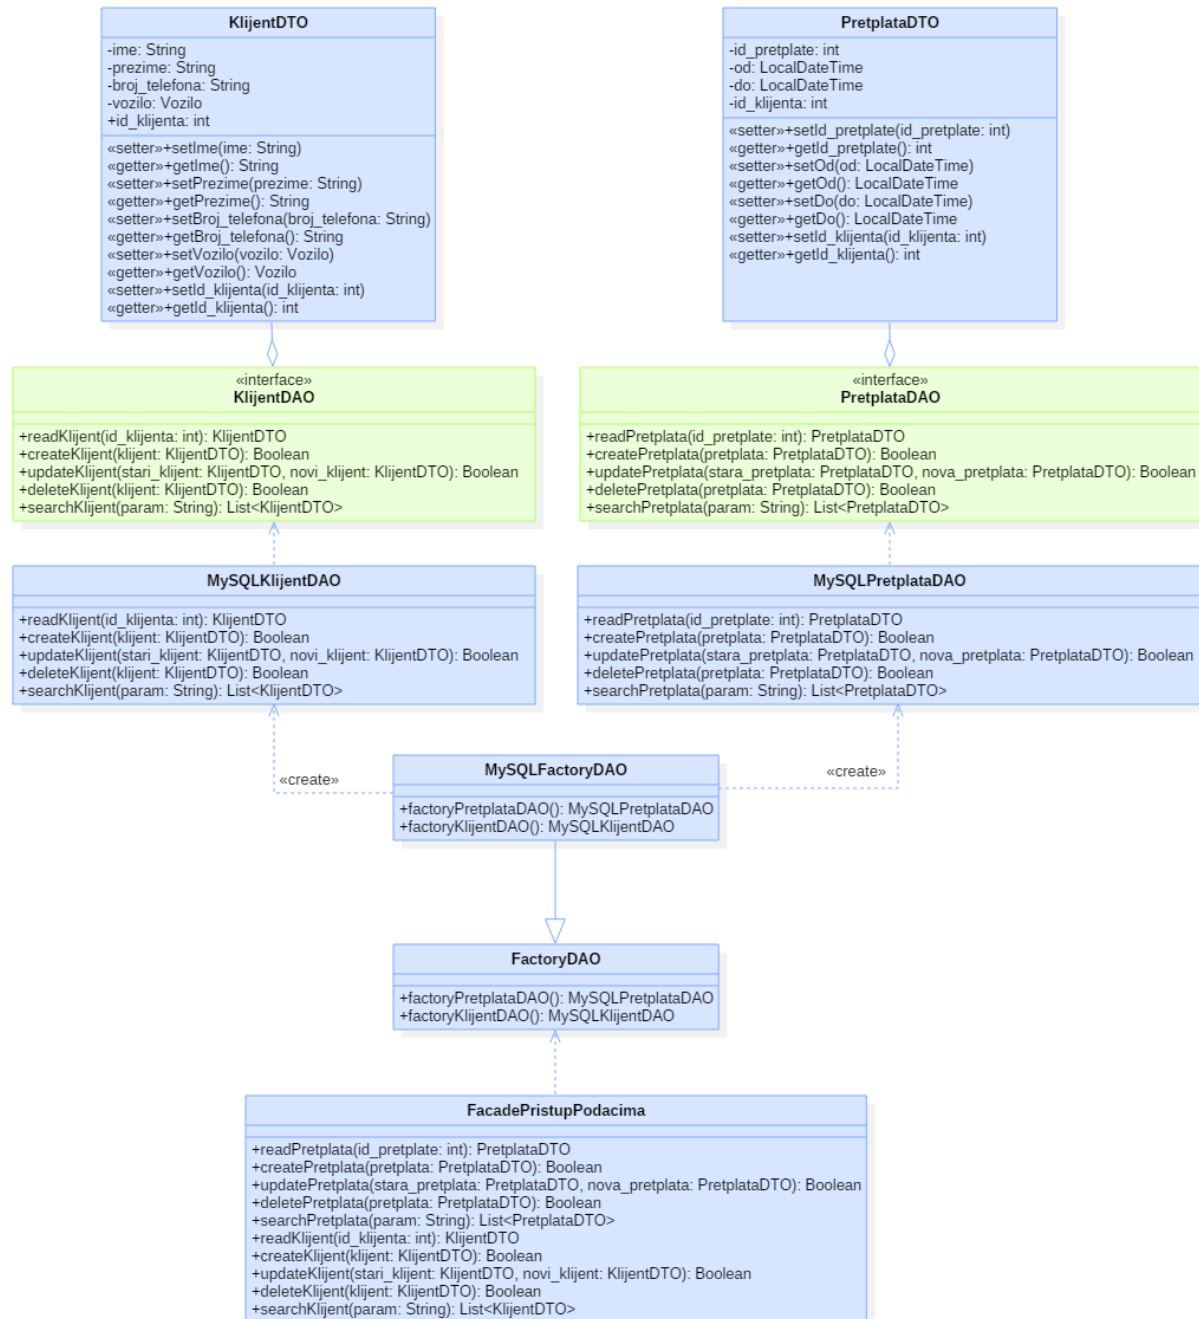 KlijentDTO
-ime: String
-prezime: String
-broj_telefona: String
-vozilo: Vozilo
+id_klijenta: int
«setter»+setIme(ime: String)
«getter»+getIme(): String
«setter»+setPrezime(prezime: String)
«getter»+getPrezime(): String
«setter»+setBroj_telefona(broj_telefona: String)
«getter»+getBroj_telefona(): String
«setter»+setVozilo(vozilo: Vozilo)
«getter»+getVozilo(): Vozilo
«setter»+setId_klijenta(id_klijenta: int)
«getter»+getId_klijenta(): int
PretplataDTO
-id_pretplate: int
-od: LocalDateTime
-do: LocalDateTime
-id_klijenta: int
«setter»+setId_pretplate(id_pretplate: int)
«getter»+getId_pretplate(): int
«setter»+setOd(od: LocalDateTime)
«getter»+getOd(): LocalDateTime
«setter»+setDo(do: LocalDateTime)
«getter»+getDo(): LocalDateTime
«setter»+setId_klijenta(id_klijenta: int)
«getter»+getId_klijenta(): int
«interface»
KlijentDAO
+readKlijent(id_klijenta: int): KlijentDTO
+createKlijent(klijent: KlijentDTO): Boolean
+updateKlijent(stari_klijent: KlijentDTO, novi_klijent: KlijentDTO): Boolean
+deleteKlijent(klijent: KlijentDTO): Boolean
+searchKlijent(param: String): List<KlijentDTO>
«interface»
PretplataDAO
+readPretplata(id_pretplate: int): PretplataDTO
+createPretplata(pretplata: PretplataDTO): Boolean
+updatePretplata(stara_pretplata: PretplataDTO, nova_pretplata: PretplataDTO): Boolean
+deletePretplata(pretplata: PretplataDTO): Boolean
+searchPretplata(param: String): List<PretplataDTO>
MySQLKlijentDAO
+readKlijent(id_klijenta: int): KlijentDTO
+createKlijent(klijent: KlijentDTO): Boolean
+updateKlijent(stari_klijent: KlijentDTO, novi_klijent: KlijentDTO): Boolean
+deleteKlijent(klijent: KlijentDTO): Boolean
+searchKlijent(param: String): List<KlijentDTO>
MySQLPretplataDAO
+readPretplata(id_pretplate: int): PretplataDTO
+createPretplata(pretplata: PretplataDTO): Boolean
+updatePretplata(stara_pretplata: PretplataDTO, nova_pretplata: PretplataDTO): Boolean
+deletePretplata(pretplata: PretplataDTO): Boolean
+searchPretplata(param: String): List<PretplataDTO>
«create»
«create»
MySQLFactoryDAO
+factoryPretplataDAO(): MySQLPretplataDAO
+factoryKlijentDAO(): MySQLKlijentDAO
FactoryDAO
+factoryPretplataDAO(): MySQLPretplataDAO
+factoryKlijentDAO(): MySQLKlijentDAO
FacadePristupPodacima
+readPretplata(id_pretplate: int): PretplataDTO
+createPretplata(pretplata: PretplataDTO): Boolean
+updatePretplata(stara_pretplata: PretplataDTO, nova_pretplata: PretplataDTO): Boolean
+deletePretplata(pretplata: PretplataDTO): Boolean
+searchPretplata(param: String): List<PretplataDTO>
+readKlijent(id_klijenta: int): KlijentDTO
+createKlijent(klijent: KlijentDTO): Boolean
+updateKlijent(stari_klijent: KlijentDTO, novi_klijent: KlijentDTO): Boolean
+deleteKlijent(klijent: KlijentDTO): Boolean
+searchKlijent(param: String): List<KlijentDTO>